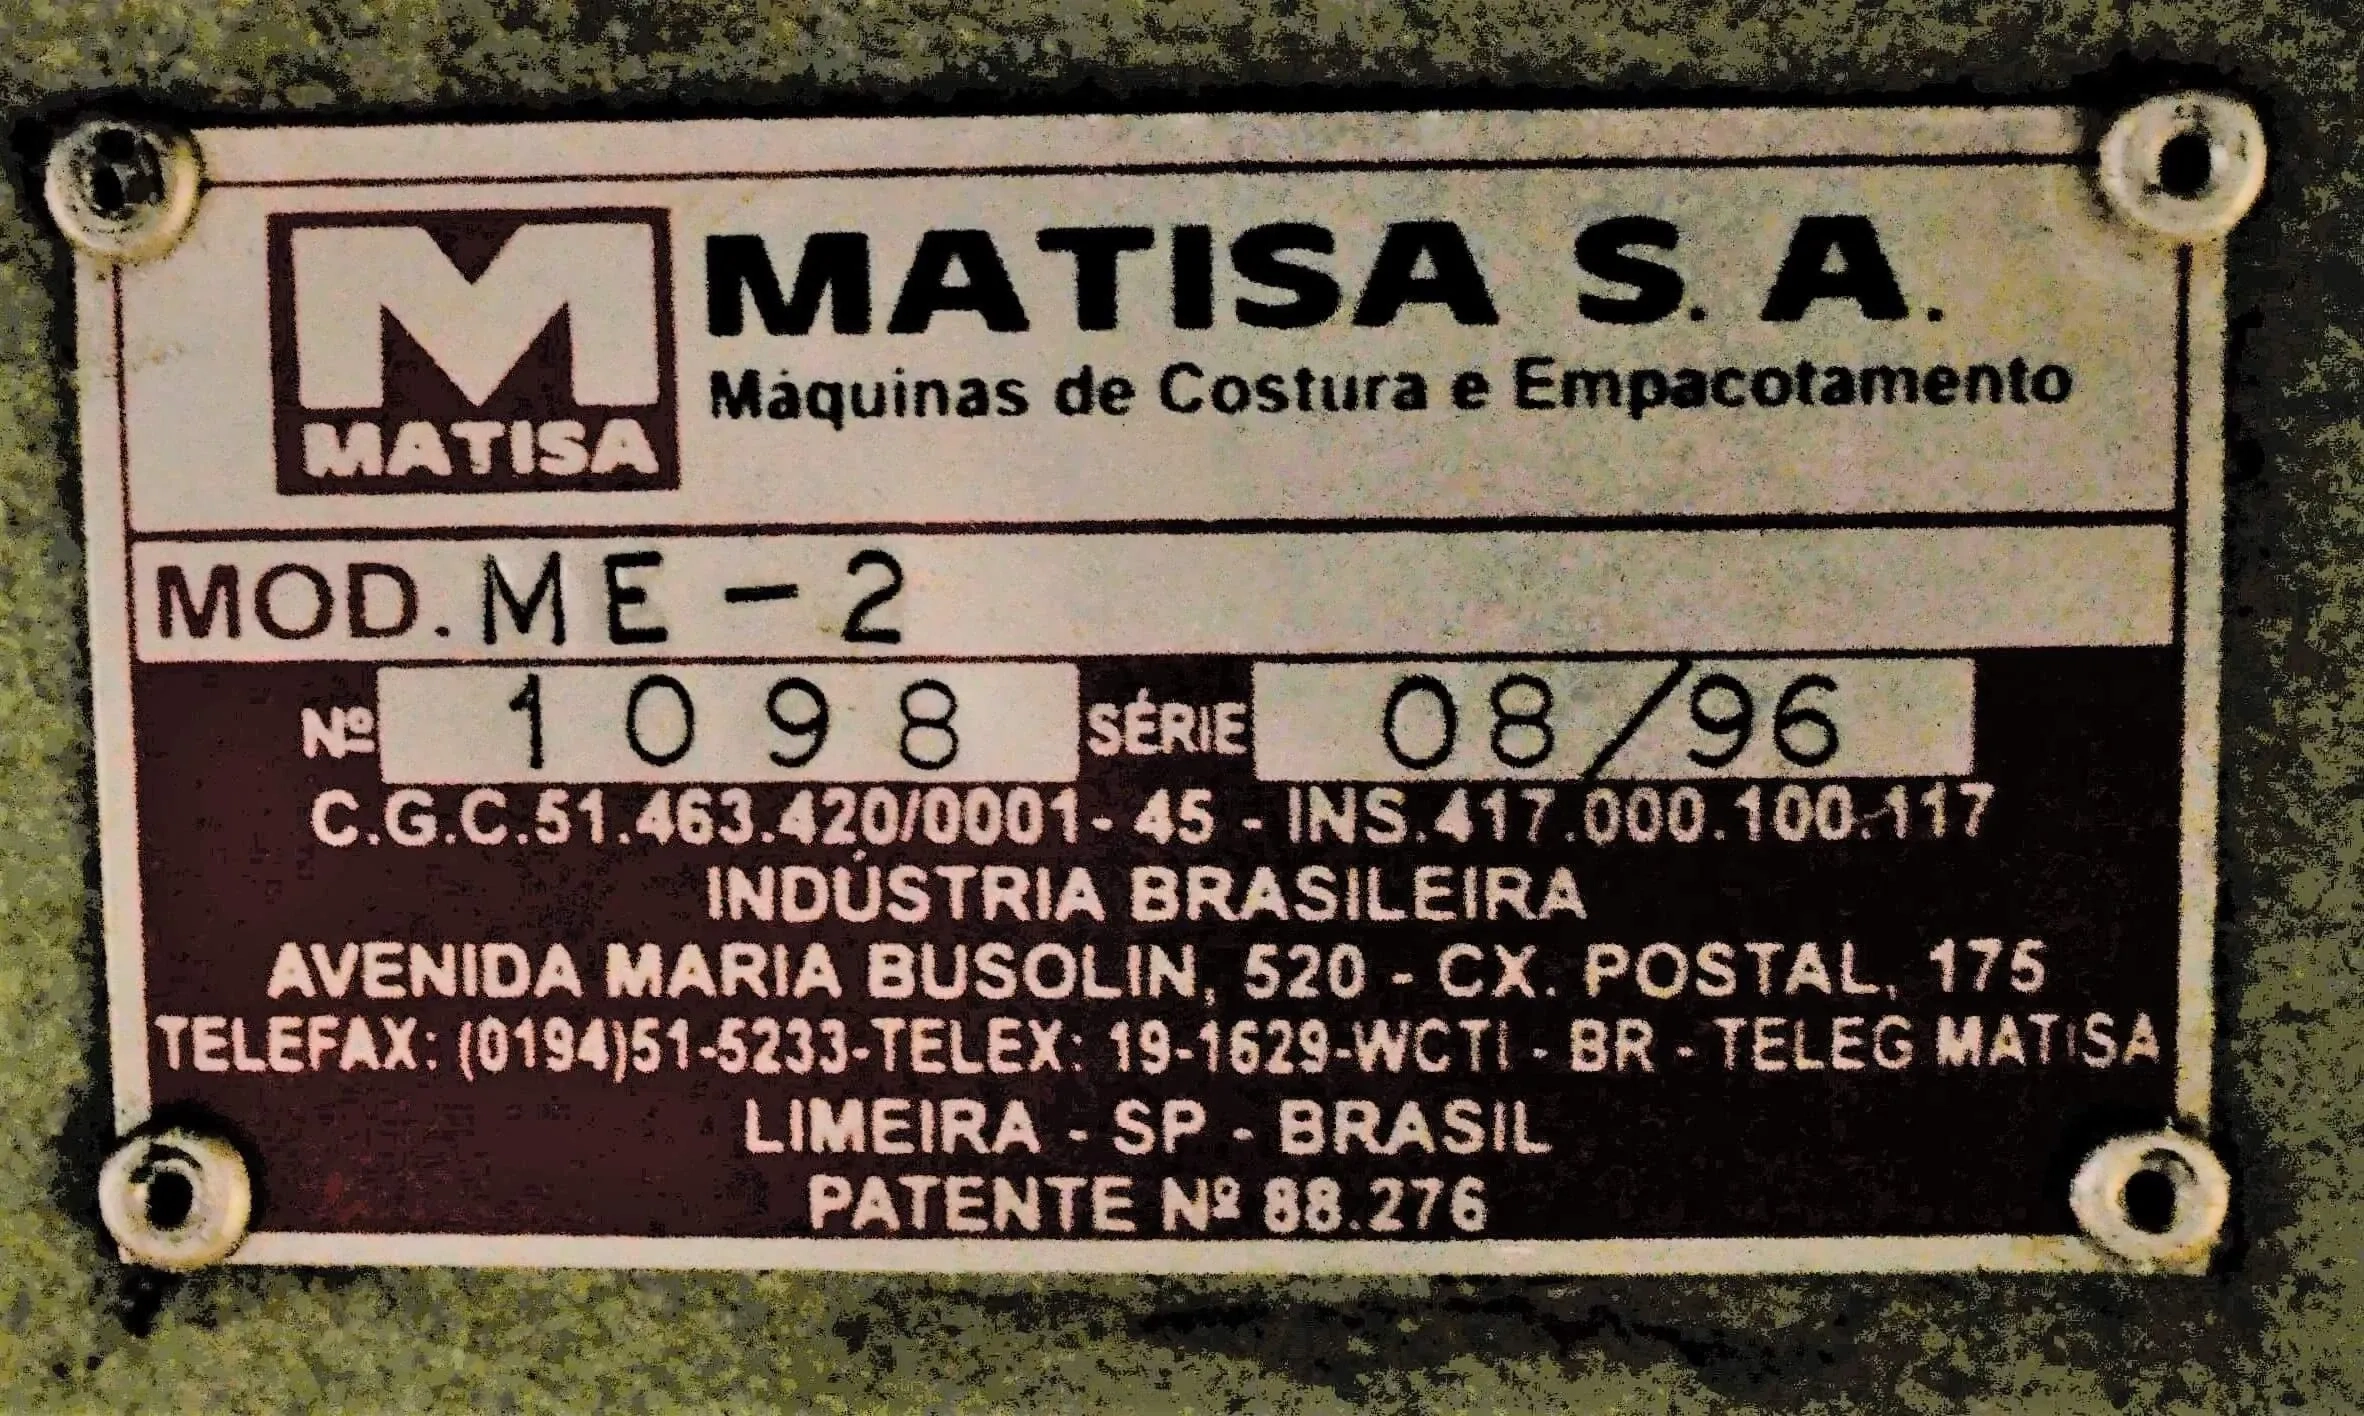 MATISA
MATISA S. A.
Máquinas de Costura e Empacotamento
MOD. ME-2
Nº 1098 SÉRIE 08/96
C.G.C.51.463.420/0001-45 - INS.417.000.100.117
INDÚSTRIA BRASILEIRA
AVENIDA MARIA BUSOLIN, 520 - CX. POSTAL, 175
TELEFAX: (0194)51-5233-TELEX: 19-1629-WCTI - BR - TELEG MATISA
LIMEIRA - SP - BRASIL
PATENTE Nº 88.276